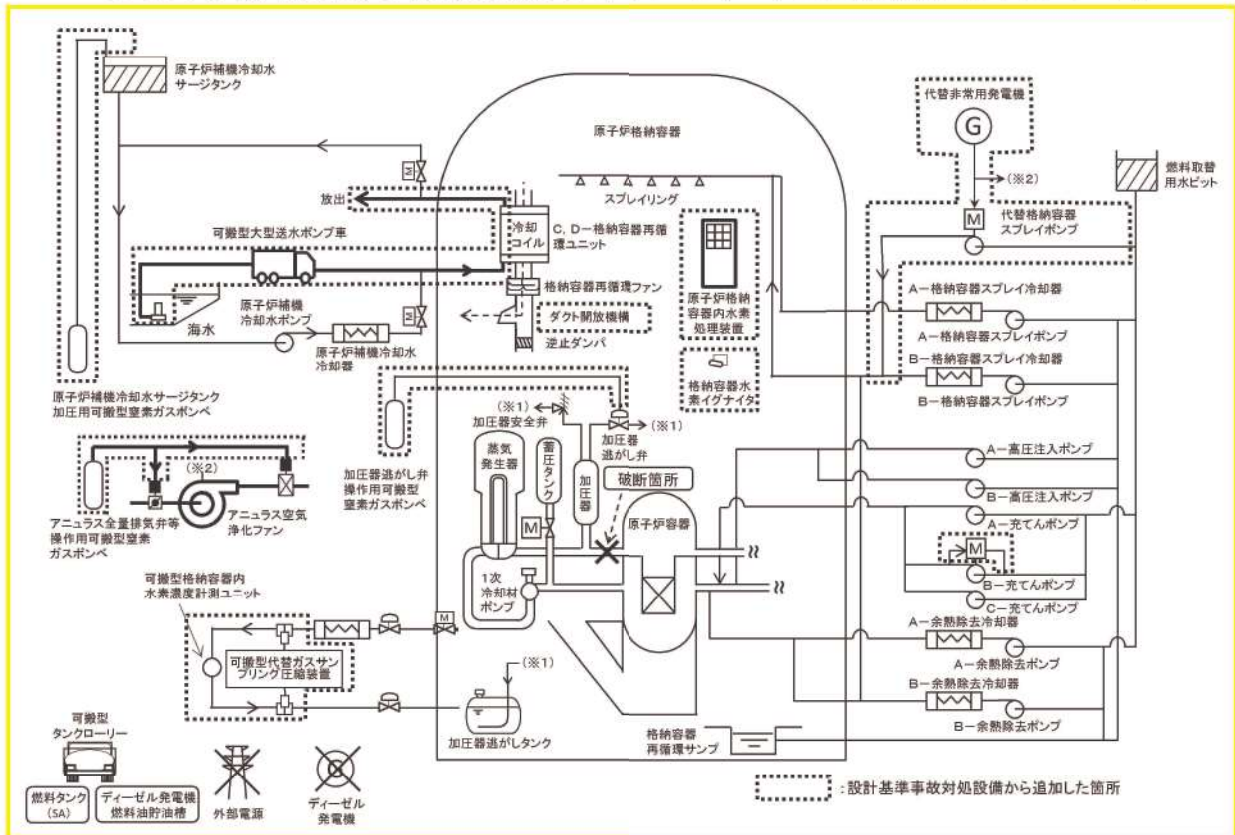 原子炉補機冷却水
サージタンク
代替非常用発電機
G
原子炉格納容器
(※2)
燃料取替
用水ピット
M
放出
スプレイリング
M
代替格納容器
スプレイポンプ
可搬型大型送水ポンプ車
冷却
コイル
C, D-格納容器再循
環ユニット
原子炉格納
容器内水素
処理装置
A-格納容器スプレイ冷却器
格納容器再循環ファン
原子炉補機
冷却水ポンプ
M
海水
ダクト開放機構
A-格納容器スプレイポンプ
原子炉補機冷却水
冷却器
逆止ダンパ
B-格納容器スプレイ冷却器
格納容器水
素イグナイタ
B-格納容器スプレイポンプ
原子炉補機冷却水サージタンク
加圧用可搬型窒素ガスボンベ
(※1)
加圧器安全弁
(※1)
加圧器
逃がし弁
蒸気
発生器
蓄圧タンク
加圧器
破断箇所
A-高圧注入ポンプ
(※2)
加圧器逃がし弁
操作用可搬型
窒素ガスボンベ
B-高圧注入ポンプ
アニュラス全量排気弁等
操作用可搬型窒素
ガスボンベ
アニュラス空気
浄化ファン
M
原子炉容器
A-充てんポンプ
M
B-充てんポンプ
1次
冷却材
ポンプ
C-充てんポンプ
可搬型格納容器内
水素濃度計測ユニット
M
A-余熱除去冷却器
可搬型代替ガスサン
プリング圧縮装置
(※1)
A-余熱除去ポンプ
B-余熱除去冷却器
加圧器逃がしタンク
格納容器
再循環サンプ
B-余熱除去ポンプ
可搬型
タンクローリー
燃料タンク
(SA)
ディーゼル発電機
燃料油貯油槽
外部電源
ディーゼル
発電機
:設計基準事故対処設備から追加した箇所